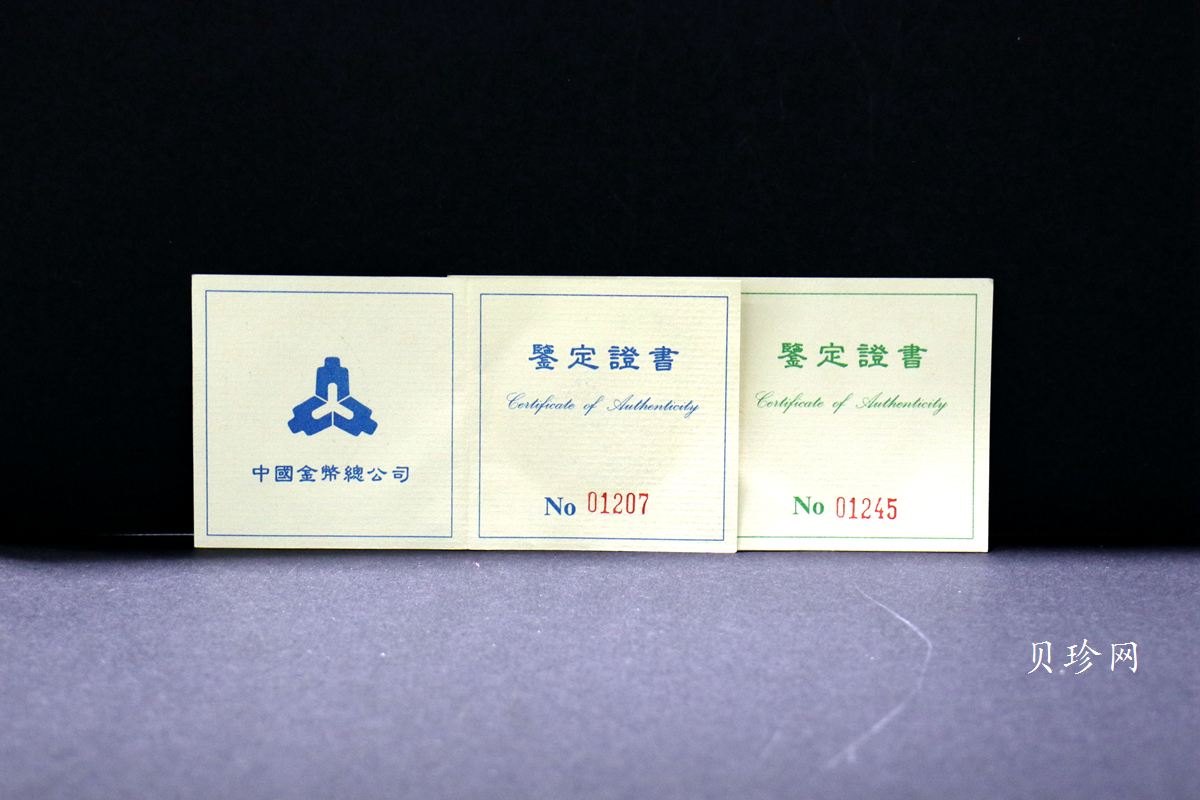 中國金幣總公司
鑒定證書
Certificate of Authenticity
No 01207
鑒定證書
Certificate of Authenticity
No 01245
贝珍网